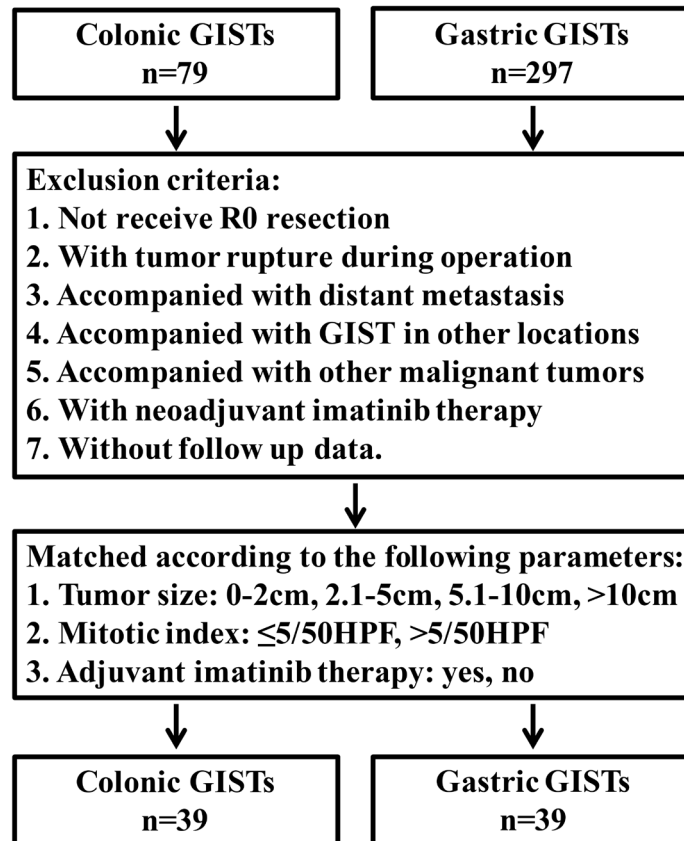 Colonic GISTs
n=79
Gastric GISTs
n=297
Exclusion criteria:
1. Not receive R0 resection
2. With tumor rupture during operation
3. Accompanied with distant metastasis
4. Accompanied with GIST in other locations
5. Accompanied with other malignant tumors
6. With neoadjuvant imatinib therapy
7. Without follow up data.
Matched according to the following parameters:
1. Tumor size: 0-2cm, 2.1-5cm, 5.1-10cm, >10cm
2. Mitotic index: ≤5/50HPF, >5/50HPF
3. Adjuvant imatinib therapy: yes, no
Colonic GISTs
n=39
Gastric GISTs
n=39